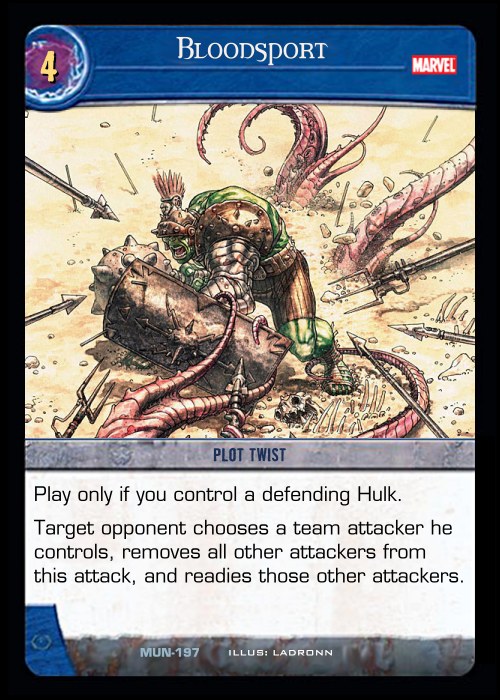 4
Bloodsport
MARVEL
PLOT TWIST
Play only if you control a defending Hulk.
Target opponent chooses a team attacker he
controls, removes all other attackers from
this attack, and readies those other attackers.
MUN-197 ILLUS: LADRONN